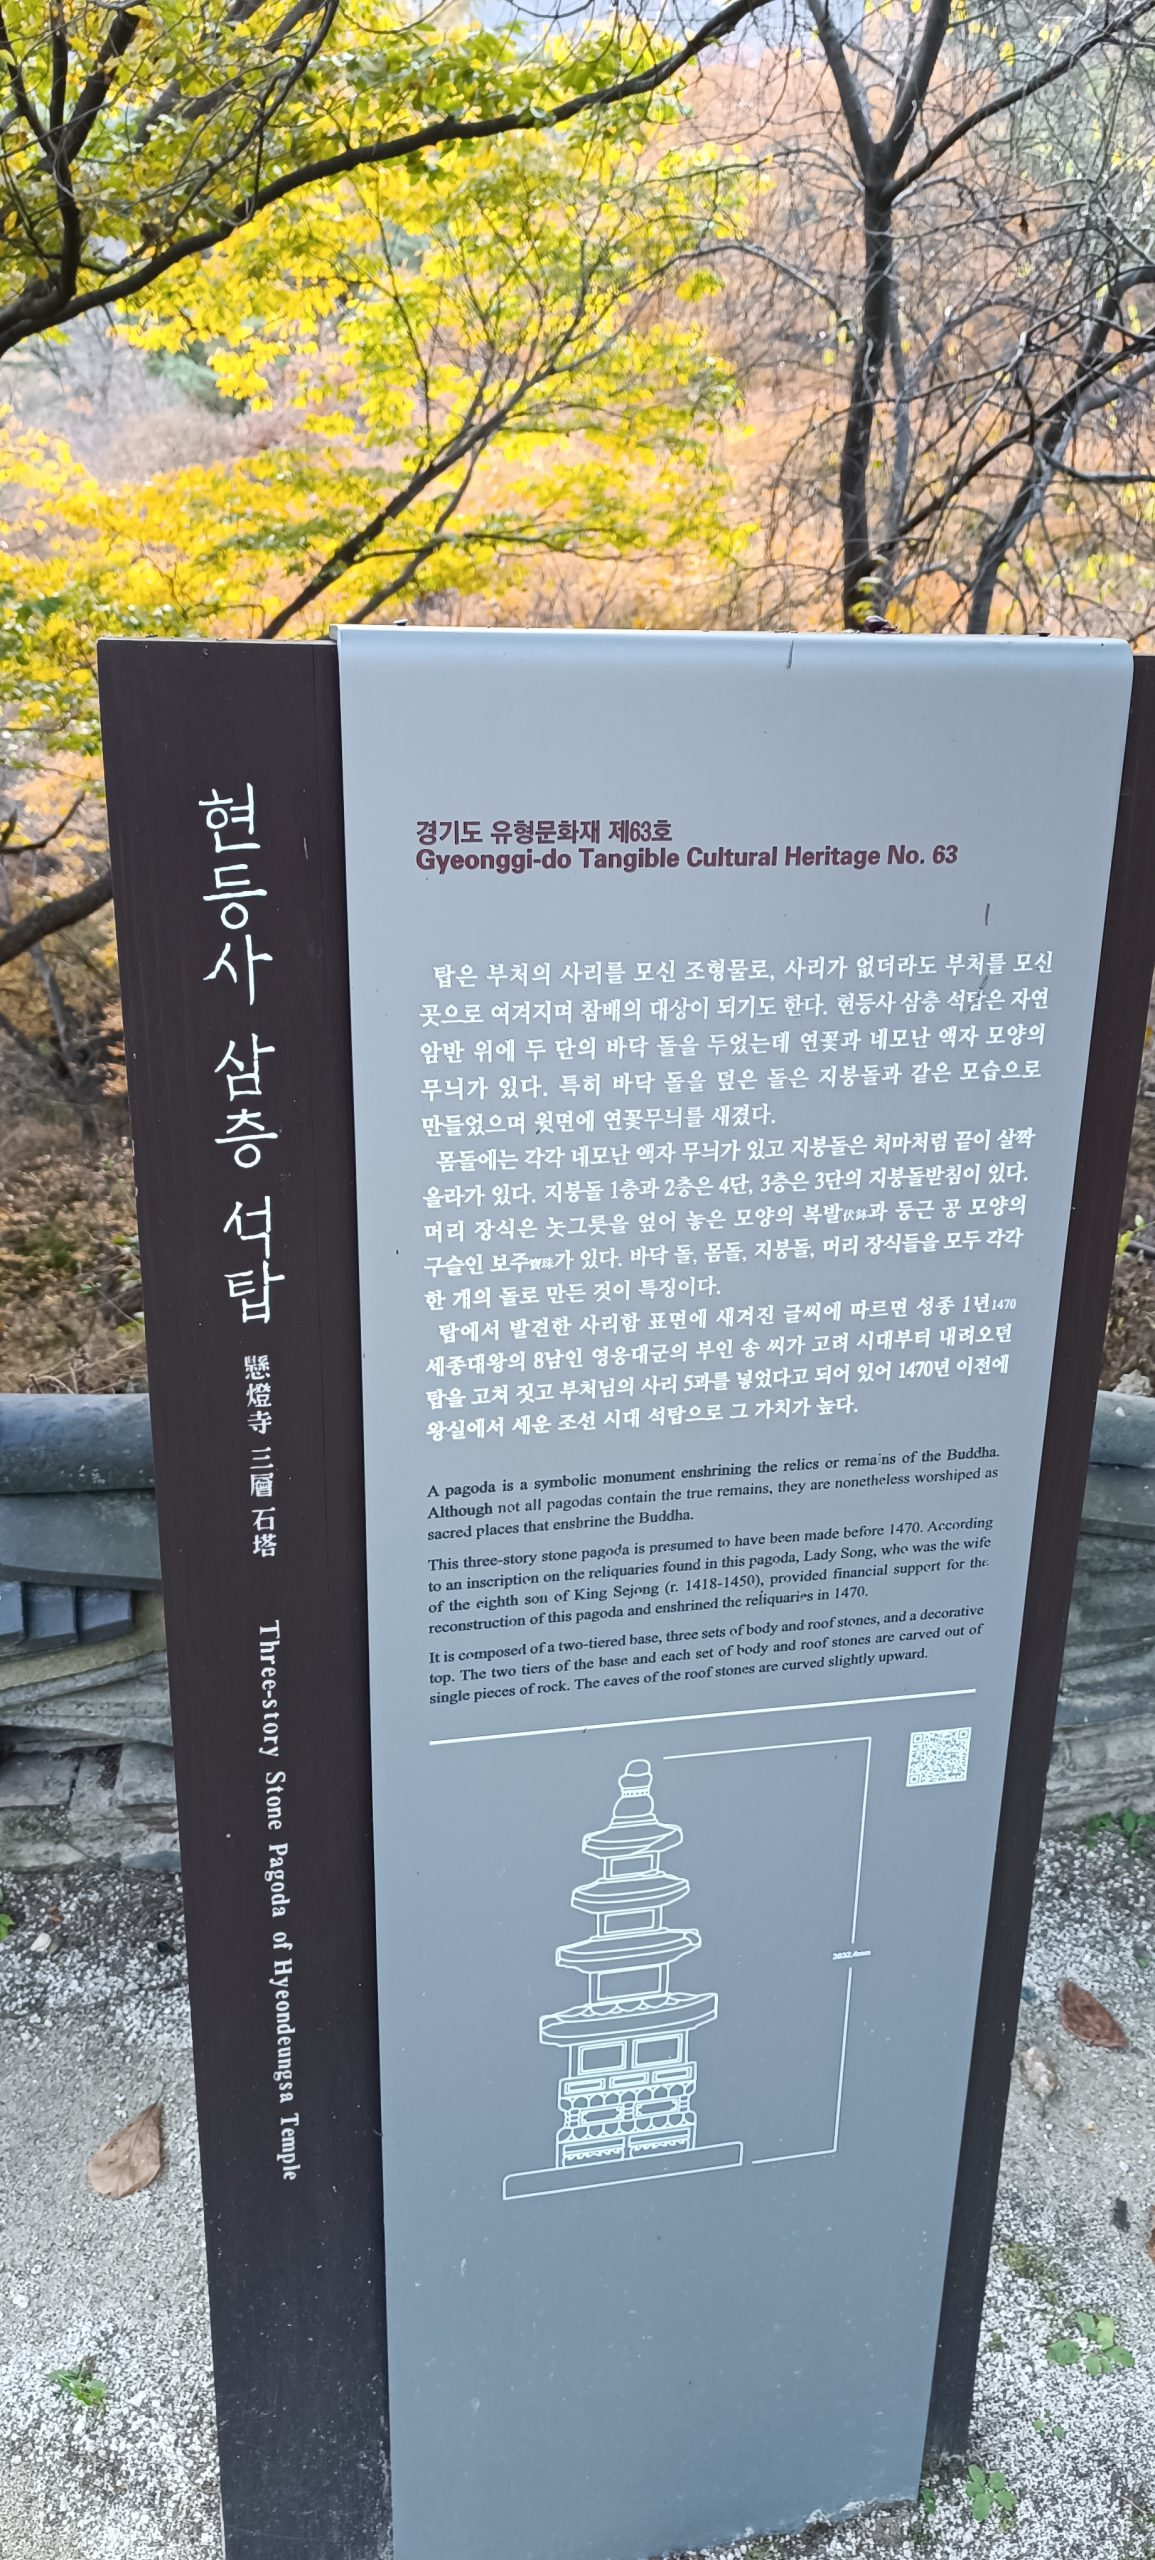 현등사 삼층 석탑
懸燈寺 三層 石塔
Three-story Stone Pagoda of Hyeondeungsa Temple
경기도 유형문화재 제63호
Gyeonggi-do Tangible Cultural Heritage No. 63
탑은 부처의 사리를 모신 조형물로, 사리가 없더라도 부처를 모신
곳으로 여겨지며 참배의 대상이 되기도 한다. 현등사 삼층 석탑은 자연
암반 위에 두 단의 바닥 돌을 두었는데 연꽃과 네모난 액자 모양의
무늬가 있다. 특히 바닥 돌을 덮은 돌은 지붕돌과 같은 모습으로
만들었으며 윗면에 연꽃무늬를 새겼다.
몸돌에는 각각 네모난 액자 무늬가 있고 지붕돌은 처마처럼 끝이 살짝
올라가 있다. 지붕돌 1층과 2층은 4단, 3층은 3단의 지붕돌받침이 있다.
머리 장식은 놋그릇을 엎어 놓은 모양의 복발伏鉢과 둥근 공 모양의
구슬인 보주寶珠가 있다. 바닥 돌, 몸돌, 지붕돌, 머리 장식들을 모두 각각
한 개의 돌로 만든 것이 특징이다.
탑에서 발견한 사리함 표면에 새겨진 글씨에 따르면 성종 1년1470
세종대왕의 8남인 영응대군의 부인 송 씨가 고려 시대부터 내려오던
탑을 고쳐 짓고 부처님의 사리 5과를 넣었다고 되어 있어 1470년 이전에
왕실에서 세운 조선 시대 석탑으로 그 가치가 높다.
A pagoda is a symbolic monument enshrining the relics or remains of the Buddha.
Although not all pagodas contain the true remains, they are nonetheless worshiped as
sacred places that enshrine the Buddha.
This three-story stone pagoda is presumed to have been made before 1470. According
to an inscription on the reliquaries found in this pagoda, Lady Song, who was the wife
of the eighth son of King Sejong (r. 1418-1450), provided financial support for the
reconstruction of this pagoda and enshrined the reliquaries in 1470.
It is composed of a two-tiered base, three sets of body and roof stones, and a decorative
top. The two tiers of the base and each set of body and roof stones are carved out of
single pieces of rock. The eaves of the roof stones are curved slightly upward.